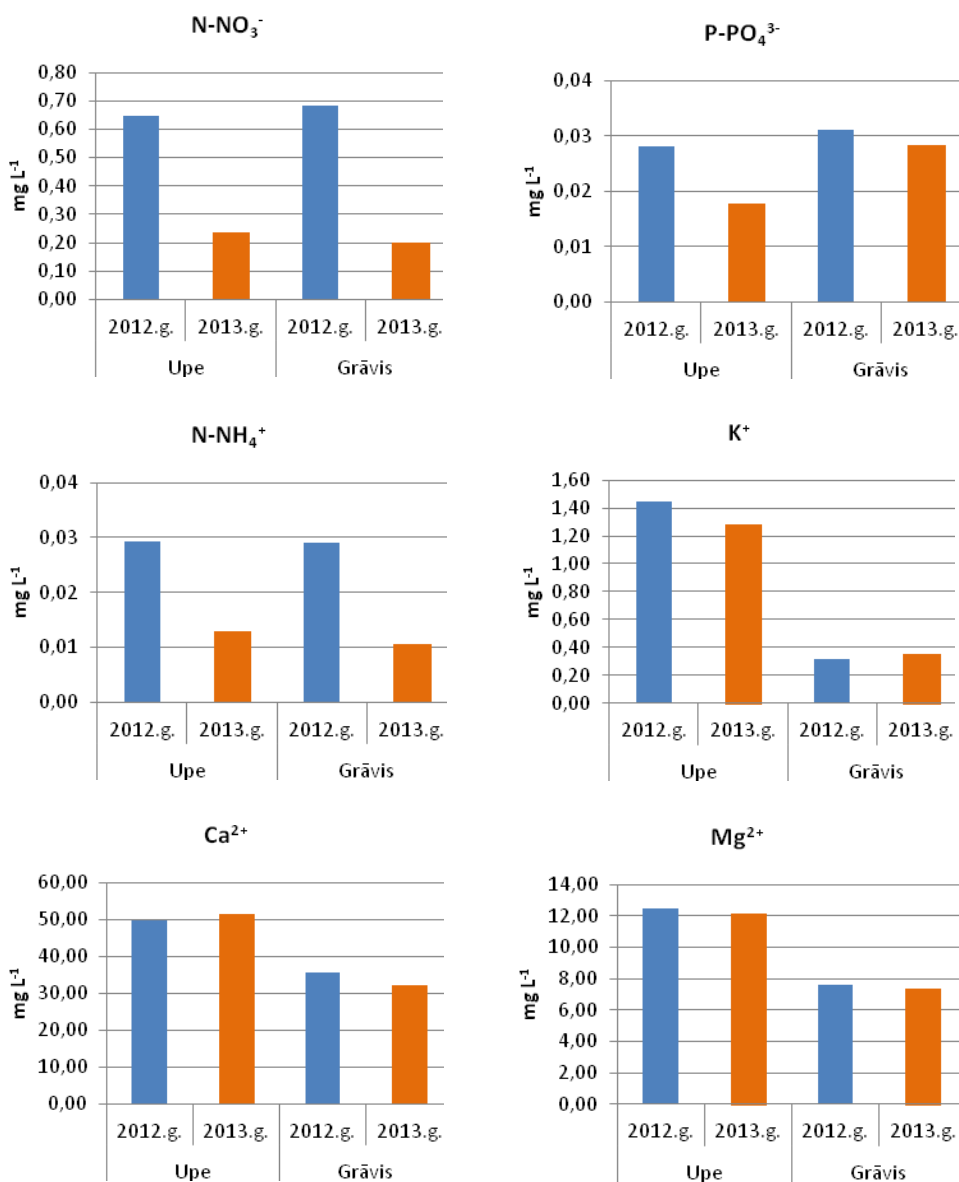 N-NO₃⁻
0,80
0,70
0,60
0,50
0,40
0,30
0,20
0,10
0,00
mg L⁻¹
2012.g. 2013.g. 2012.g. 2013.g.
Upe Grāvis
P-PO₄³⁻
0,04
0,03
0,02
0,01
0,00
mg L⁻¹
2012.g. 2013.g. 2012.g. 2013.g.
Upe Grāvis
N-NH₄⁺
0,04
0,03
0,02
0,01
0,00
mg L⁻¹
2012.g. 2013.g. 2012.g. 2013.g.
Upe Grāvis
K⁺
1,60
1,40
1,20
1,00
0,80
0,60
0,40
0,20
0,00
mg L⁻¹
2012.g. 2013.g. 2012.g. 2013.g.
Upe Grāvis
Ca²⁺
60,00
50,00
40,00
30,00
20,00
10,00
0,00
mg L⁻¹
2012.g. 2013.g. 2012.g. 2013.g.
Upe Grāvis
Mg²⁺
14,00
12,00
10,00
8,00
6,00
4,00
2,00
0,00
mg L⁻¹
2012.g. 2013.g. 2012.g. 2013.g.
Upe Grāvis